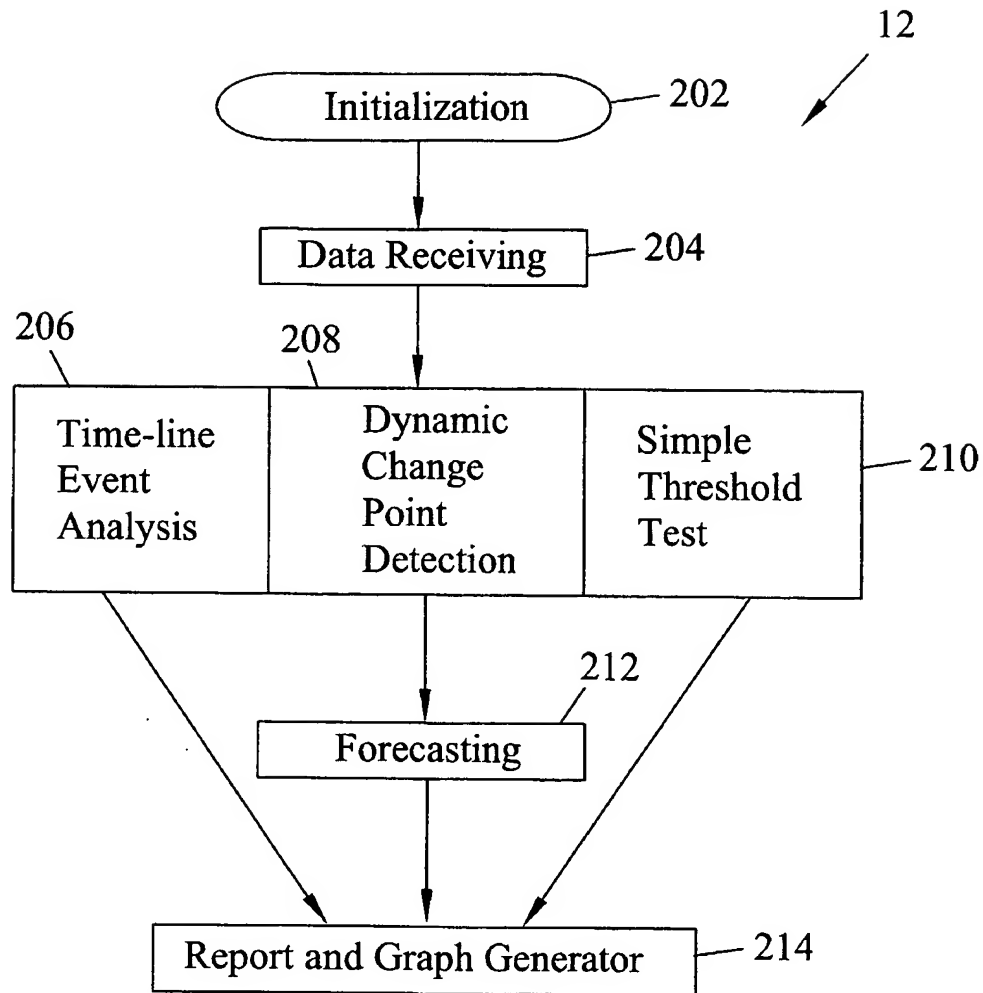 12
Initialization
202
Data Receiving
204
206
208
Time-line
Event
Analysis
Dynamic
Change
Point
Detection
Simple
Threshold
Test
210
212
Forecasting
Report and Graph Generator
214